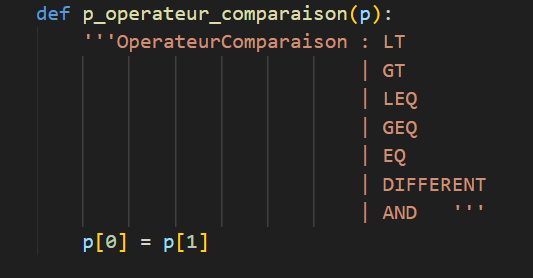 def p_operateur_comparaison(p):
'''OperateurComparaison : LT
| GT
| LEQ
| GEQ
| EQ
| DIFFERENT
| AND '''
p[0] = p[1]